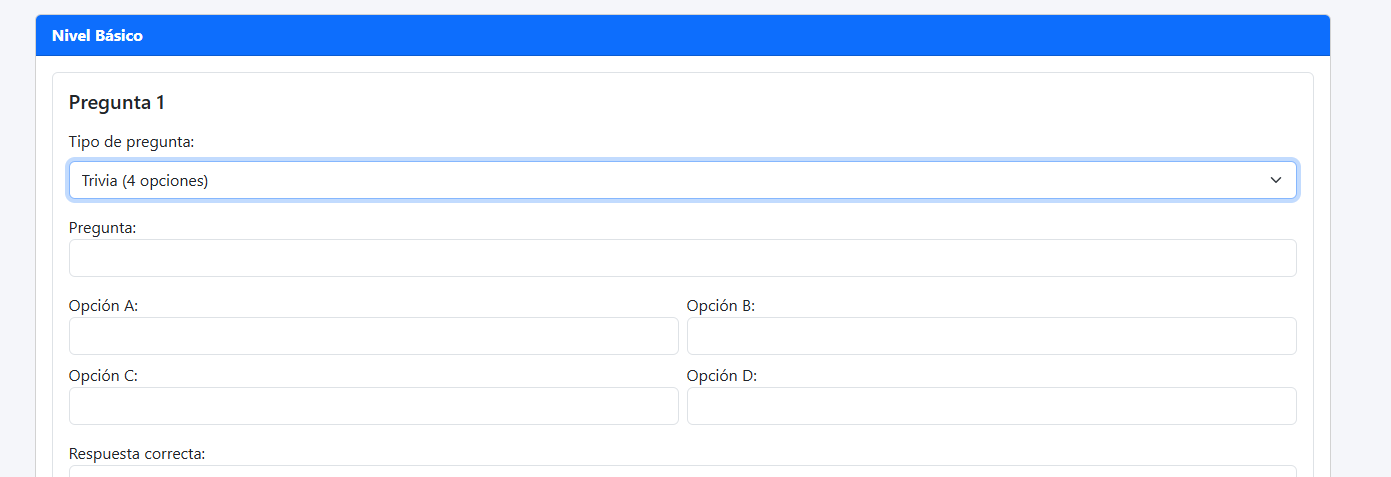 Nivel Básico
Pregunta 1
Tipo de pregunta:
Trivia (4 opciones)
Pregunta:
Opción A: Opción B:
Opción C: Opción D:
Respuesta correcta: